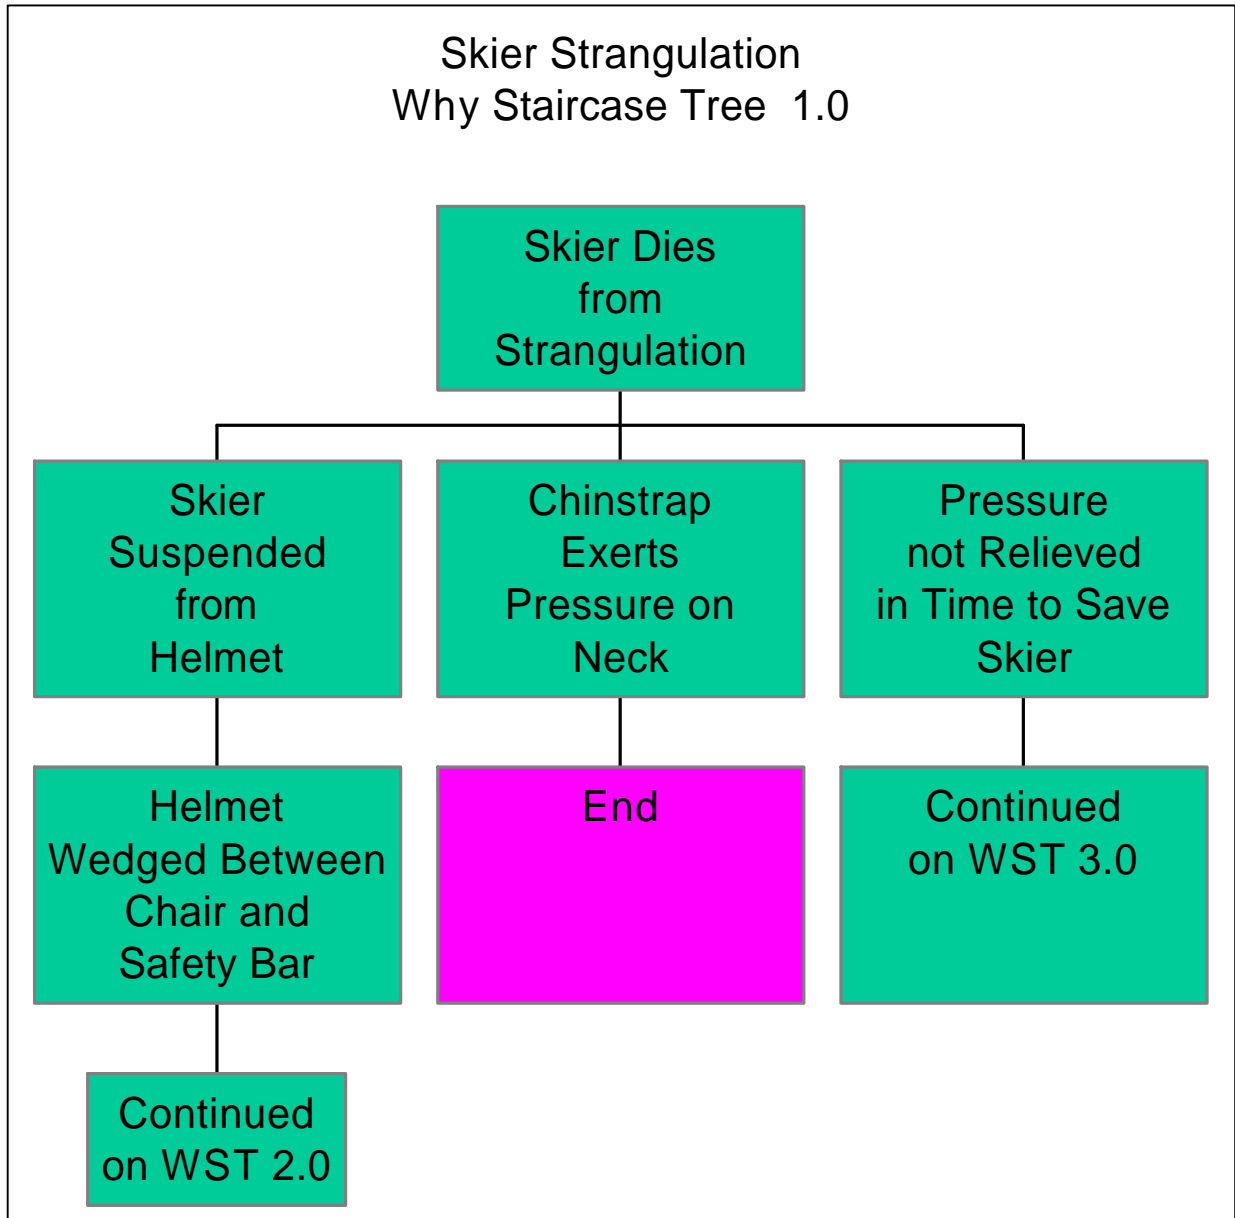 Skier Strangulation
Why Staircase Tree 1.0
Skier Dies
from
Strangulation
Skier
Suspended
from
Helmet
Chinstrap
Exerts
Pressure on
Neck
Pressure
not Relieved
in Time to Save
Skier
Helmet
Wedged Between
Chair and
Safety Bar
End
Continued
on WST 3.0
Continued
on WST 2.0